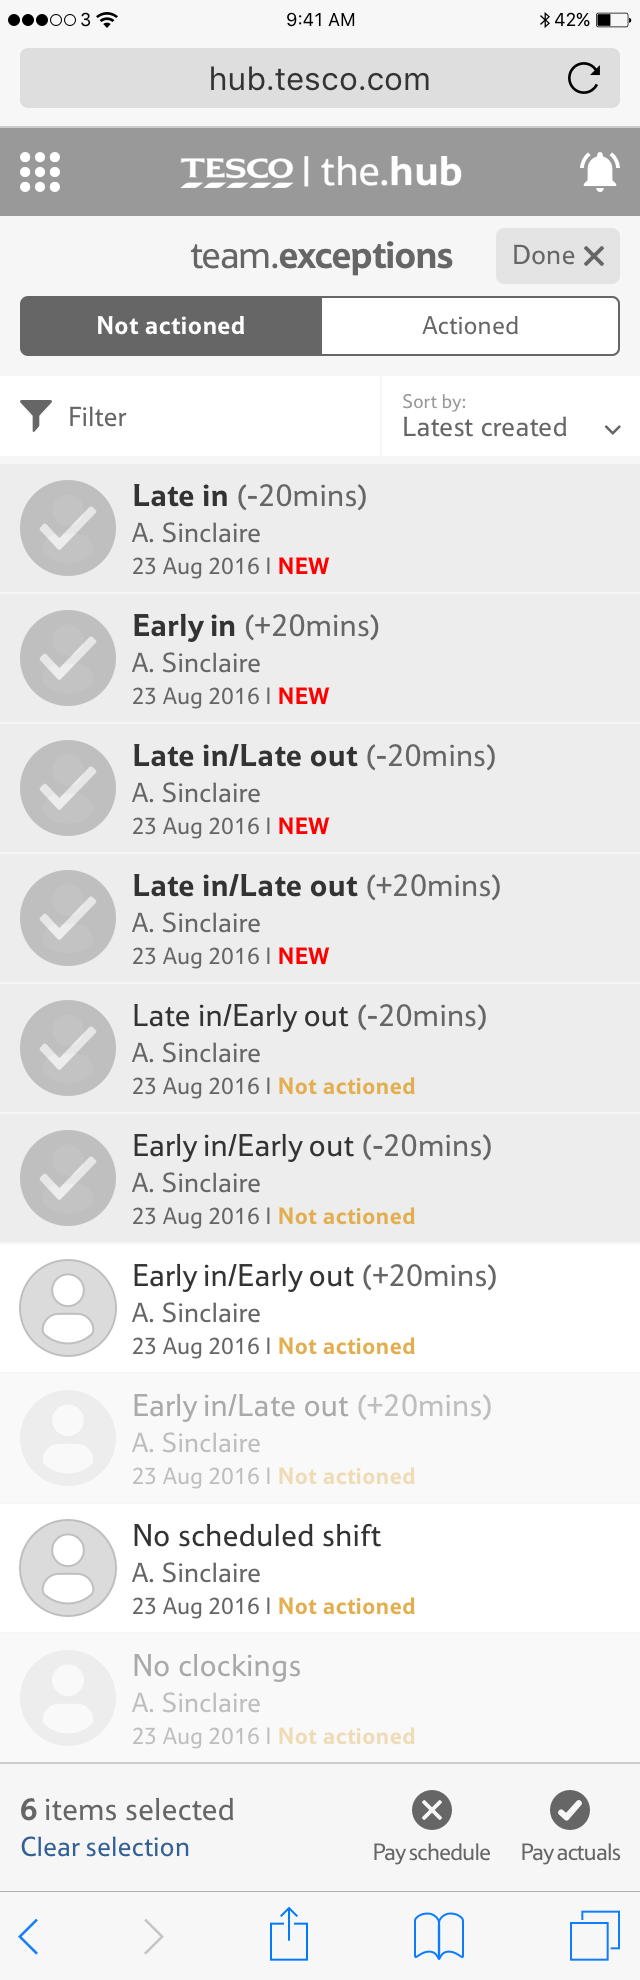 3 9:41 AM 42%
hub.tesco.com
TESCO | the.hub
team.exceptions Done
Not actioned Actioned
Sort by:
Filter Latest created
Late in (-20mins)
A. Sinclaire
23 Aug 2016 | NEW
Early in (+20mins)
A. Sinclaire
23 Aug 2016 | NEW
Late in/Late out (-20mins)
A. Sinclaire
23 Aug 2016 | NEW
Late in/Late out (+20mins)
A. Sinclaire
23 Aug 2016 | NEW
Late in/Early out (-20mins)
A. Sinclaire
23 Aug 2016 | Not actioned
Early in/Early out (-20mins)
A. Sinclaire
23 Aug 2016 | Not actioned
Early in/Early out (+20mins)
A. Sinclaire
23 Aug 2016 | Not actioned
Early in/Late out (+20mins)
A. Sinclaire
23 Aug 2016 | Not actioned
No scheduled shift
A. Sinclaire
23 Aug 2016 | Not actioned
No clockings
A. Sinclaire
23 Aug 2016 | Not actioned
6 items selected
Clear selection
Pay schedule Pay actuals